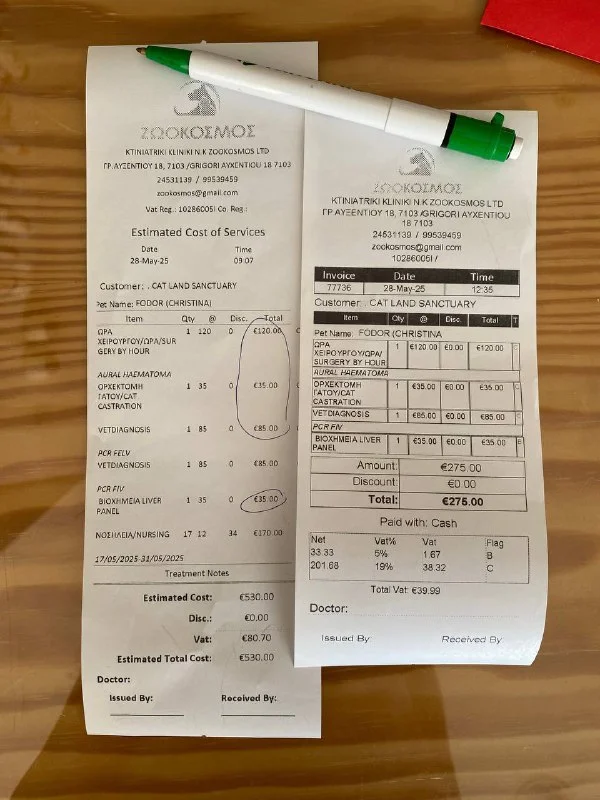 ΖΩΟΚΟΣΜΟΣ
KTINIATRIKI KLINIKI N.K ZOOKOSMOS LTD
ΓΡ.ΑΥΞΕΝΤΙΟΥ 18, 7103 /GRIGORI AYXENTIOU 18 7103
24531139 / 99539459
zookosmos@gmail.com
Vat Reg.: 10286005I Co. Reg.:
Estimated Cost of Services
Date Time
28-May-25 09:07
Customer: . CAT LAND SANCTUARY
Pet Name: FODOR (CHRISTINA)
Item Qty @ Disc. Total
ΩΡΑ ΧΕΙΡΟΥΡΓΟΥ/ΩΡΑ/SURGERY BY HOUR 1 120 0 €120.00
AURAL HAEMATOMA
ΟΡΧΕΚΤΟΜΗ ΓΑΤΟΥ/CAT CASTRATION 1 35 0 €35.00
VETDIAGNOSIS 1 85 0 €85.00
PCR FELV
VETDIAGNOSIS 1 85 0 €85.00
PCR FIV
ΒΙΟΧΗΜΕΙΑ LIVER PANEL 1 35 0 €35.00
ΝΟΣΗΛΕΙΑ/NURSING 17 12 34 €170.00
17/05/2025-31/05/2025
Treatment Notes
Estimated Cost: €530.00
Disc.: €0.00
Vat: €80.70
Estimated Total Cost: €530.00
Doctor:
Issued By: Received By:
ΖΩΟΚΟΣΜΟΣ
KTINIATRIKI KLINIKI N.K ZOOKOSMOS LTD
ΓΡ ΑΥΞΕΝΤΙΟΥ 18, 7103 /GRIGORI AYXENTIOU
18 7103
24531139 / 99539459
zookosmos@gmail.com
10286005I /
Invoice Date Time
77736 28-May-25 12:35
Customer: . CAT LAND SANCTUARY
Item Qty @ Disc. Total T
Pet Name: FODOR (CHRISTINA
ΩΡΑ ΧΕΙΡΟΥΡΓΟΥ/ΩΡΑ/ SURGERY BY HOUR 1 €120.00 €0.00 €120.00 C
AURAL HAEMATOMA
ΟΡΧΕΚΤΟΜΗ ΓΑΤΟΥ/CAT CASTRATION 1 €35.00 €0.00 €35.00 C
VETDIAGNOSIS 1 €85.00 €0.00 €85.00 C
PCR FIV
ΒΙΟΧΗΜΕΙΑ LIVER PANEL 1 €35.00 €0.00 €35.00 B
Amount: €275.00
Discount: €0.00
Total: €275.00
Paid with: Cash
Net Vat% Vat Flag
33.33 5% 1.67 B
201.68 19% 38.32 C
Total Vat: €39.99
Doctor:
Issued By: Received By: